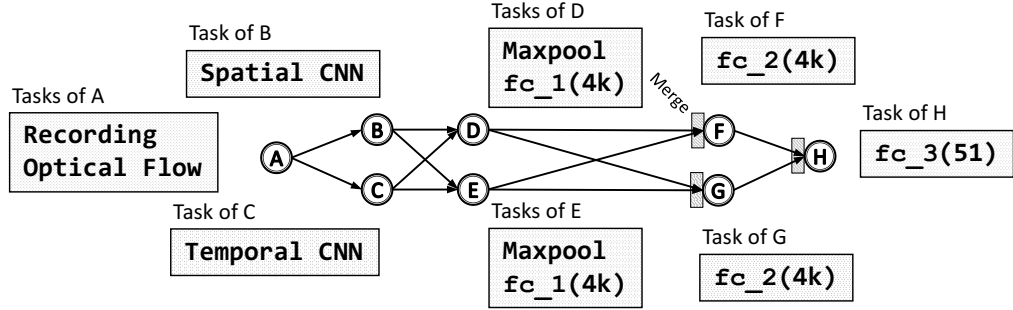 Task of B
Spatial CNN
Tasks of D
Maxpool
fc_1(4k)
Task of F
fc_2(4k)
Tasks of A
Recording
Optical Flow
Merge
A
B
C
D
E
F
G
H
Task of H
fc_3(51)
Task of C
Temporal CNN
Tasks of E
Maxpool
fc_1(4k)
Task of G
fc_2(4k)